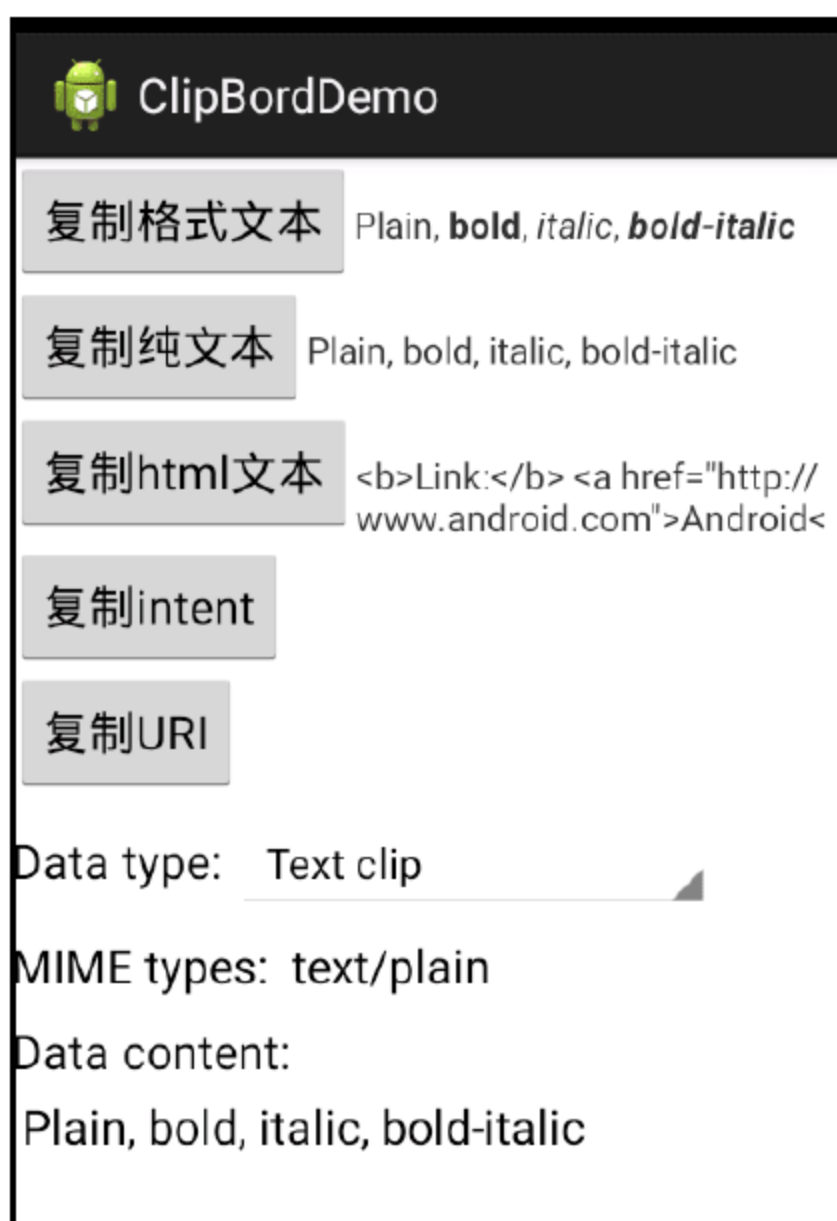 ClipBordDemo
复制格式文本 Plain, bold, italic, bold-italic
复制纯文本 Plain, bold, italic, bold-italic
复制html文本 <b>Link:</b> <a href="http://
www.android.com">Android<
复制intent
复制URI
Data type: Text clip
MIME types: text/plain
Data content:
Plain, bold, italic, bold-italic